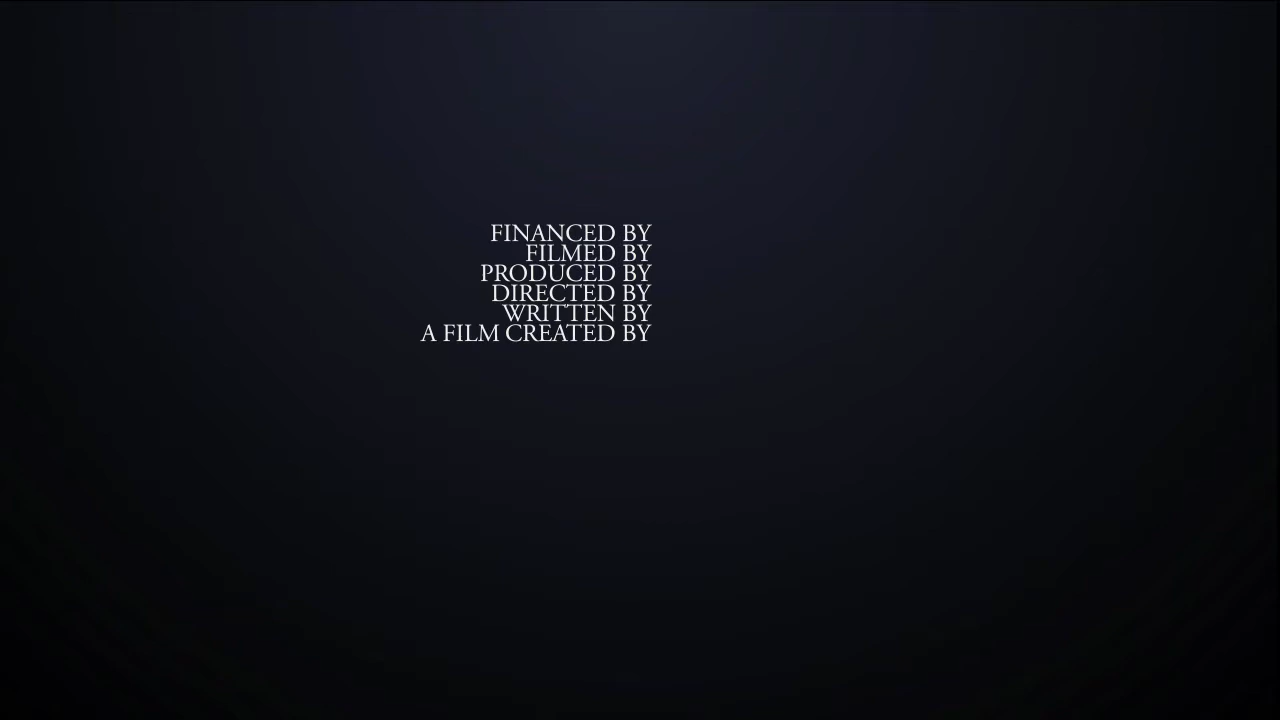 FINANCED BY
FILMED BY
PRODUCED BY
DIRECTED BY
WRITTEN BY
A FILM CREATED BY